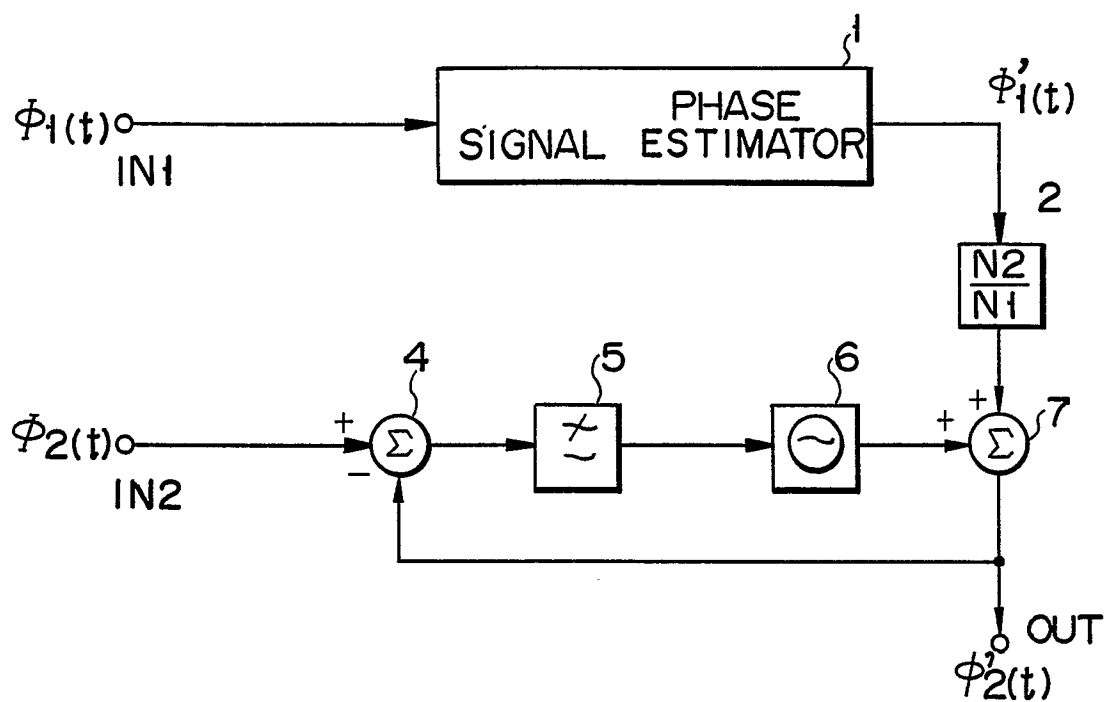 1
Φ1(t)
IN1
SIGNAL PHASE ESTIMATOR
Φ'1(t)
2
N2
N1
4
5
6
7
Φ2(t)
IN2
+
−
Σ
~
+
+
Σ
OUT
Φ'2(t)